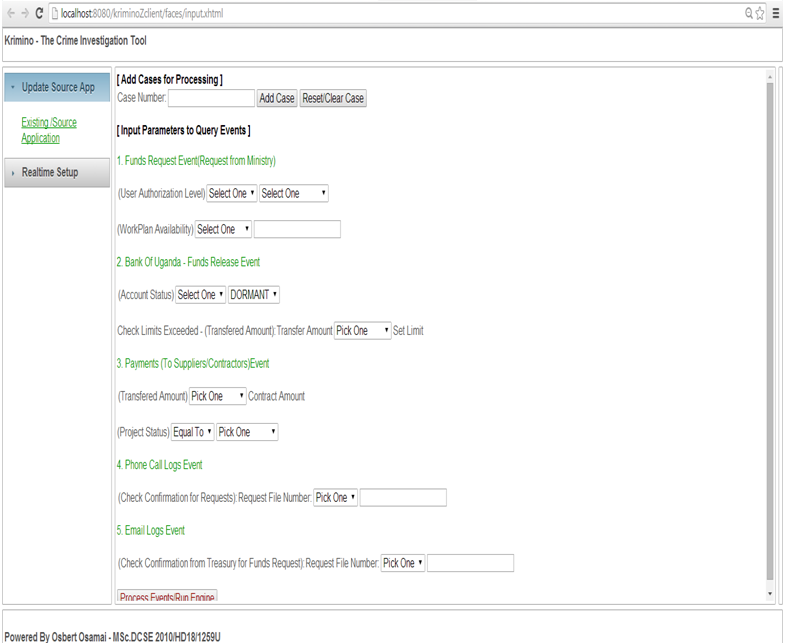 localhost:8080/kriminoZclient/faces/input.xhtml
Krimino - The Crime Investigation Tool
Update Source App
Existing /Source
Application
Realtime Setup
[ Add Cases for Processing ]
Case Number: Add Case Reset/Clear Case
[ Input Parameters to Query Events ]
1. Funds Request Event(Request from Ministry)
(User Authorization Level) Select One Select One
(WorkPlan Availability) Select One
2. Bank Of Uganda - Funds Release Event
(Account Status) Select One DORMANT
Check Limits Exceeded - (Transfered Amount): Transfer Amount Pick One Set Limit
3. Payments (To Suppliers/Contractors)Event
(Transfered Amount) Pick One Contract Amount
(Project Status) Equal To Pick One
4. Phone Call Logs Event
(Check Confirmation for Requests): Request File Number: Pick One
5. Email Logs Event
(Check Confirmation from Treasury for Funds Request): Request File Number: Pick One
Process Events/Run Engine
Powered By Osbert Osamai - MSc.DCSE 2010/HD18/1259U